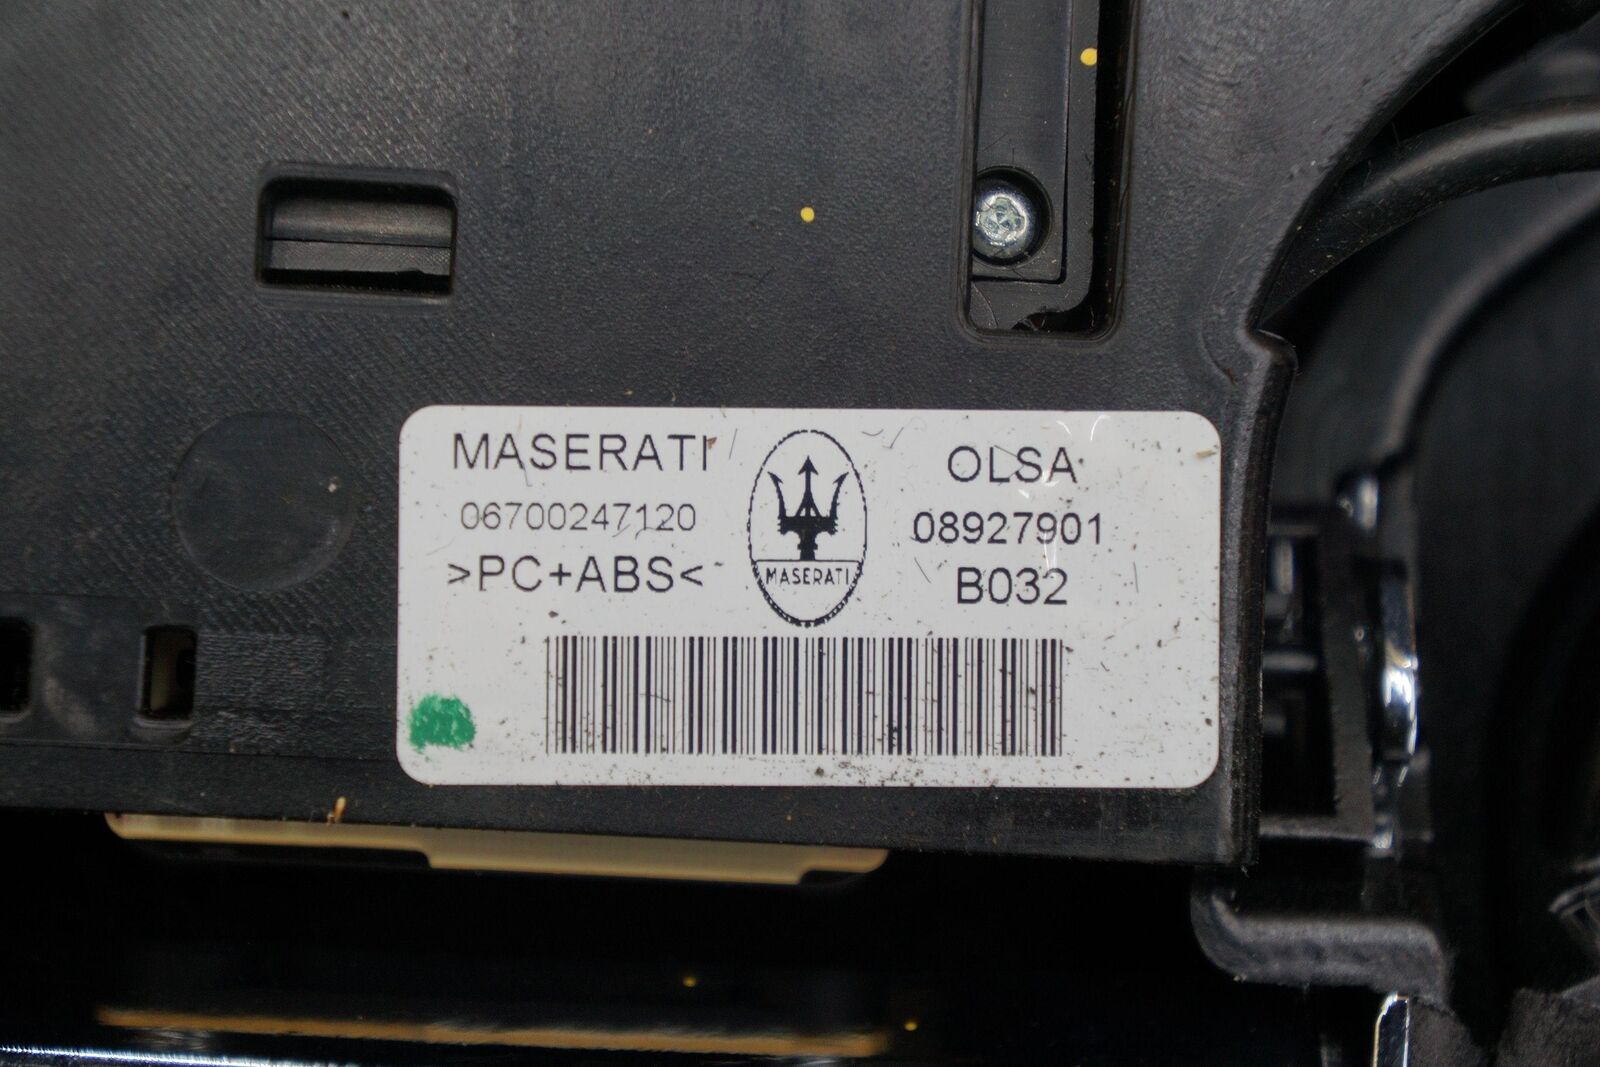 MASERATI
06700247120
>PC+ABS<
MASERATI
OLSA
08927901
B032